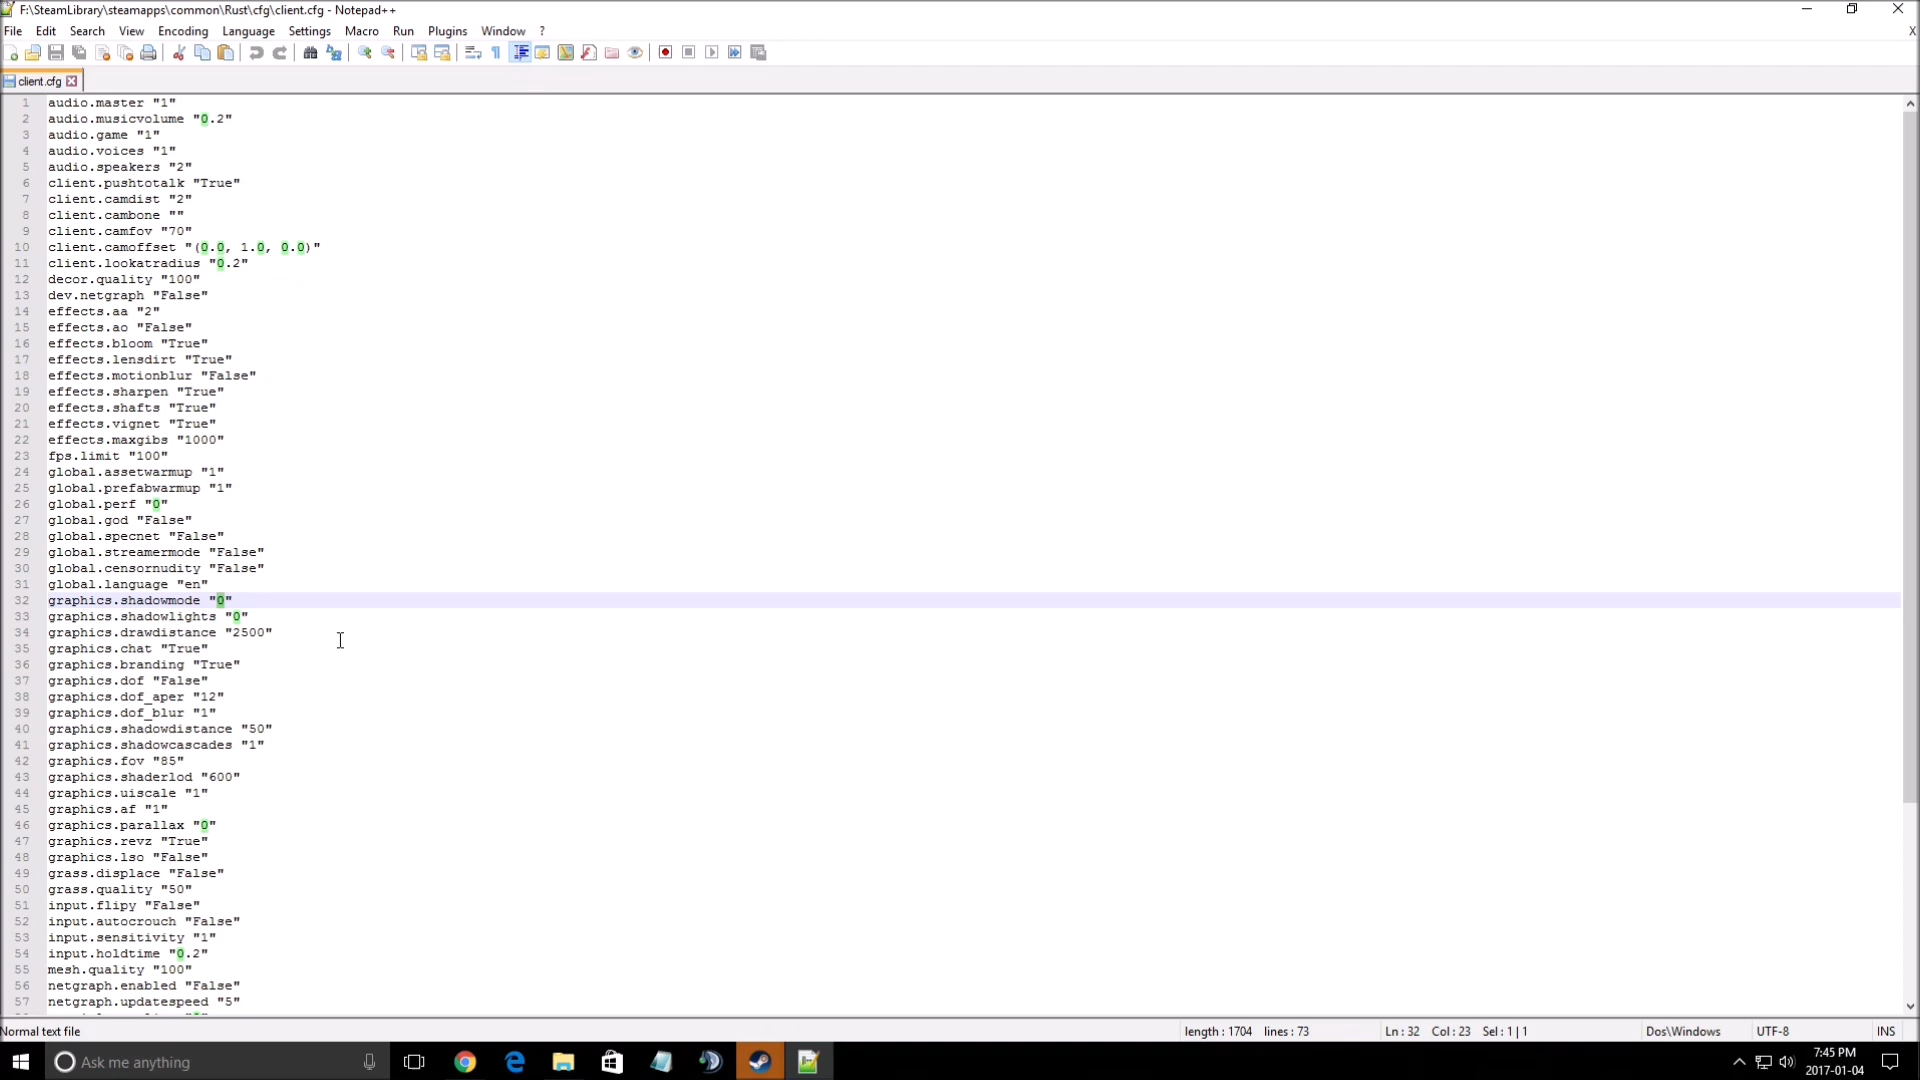 F:\SteamLibrary\steamapps\common\Rust\cfg\client.cfg - Notepad++
File Edit Search View Encoding Language Settings Macro Run Plugins Window ? X
client.cfg
1 audio.master "1"
2 audio.musicvolume "0.2"
3 audio.game "1"
4 audio.voices "1"
5 audio.speakers "2"
6 client.pushtotalk "True"
7 client.camdist "2"
8 client.cambone ""
9 client.camfov "70"
10 client.camoffset "(0.0, 1.0, 0.0)"
11 client.lookatradius "0.2"
12 decor.quality "100"
13 dev.netgraph "False"
14 effects.aa "2"
15 effects.ao "False"
16 effects.bloom "True"
17 effects.lensdirt "True"
18 effects.motionblur "False"
19 effects.sharpen "True"
20 effects.shafts "True"
21 effects.vignet "True"
22 effects.maxgibs "1000"
23 fps.limit "100"
24 global.assetwarmup "1"
25 global.prefabwarmup "1"
26 global.perf "0"
27 global.god "False"
28 global.specnet "False"
29 global.streamermode "False"
30 global.censornudity "False"
31 global.language "en"
32 graphics.shadowmode "0"
33 graphics.shadowlights "0"
34 graphics.drawdistance "2500"
35 graphics.chat "True"
36 graphics.branding "True"
37 graphics.dof "False"
38 graphics.dof_aper "12"
39 graphics.dof_blur "1"
40 graphics.shadowdistance "50"
41 graphics.shadowcascades "1"
42 graphics.fov "85"
43 graphics.shaderlod "600"
44 graphics.uiscale "1"
45 graphics.af "1"
46 graphics.parallax "0"
47 graphics.revz "True"
48 graphics.lso "False"
49 grass.displace "False"
50 grass.quality "50"
51 input.flipy "False"
52 input.autocrouch "False"
53 input.sensitivity "1"
54 input.holdtime "0.2"
55 mesh.quality "100"
56 netgraph.enabled "False"
57 netgraph.updatespeed "5"
Normal text file length : 1704 lines : 73 Ln : 32 Col : 23 Sel : 1 | 1 Dos\Windows UTF-8 INS
Ask me anything
7:45 PM
2017-01-04